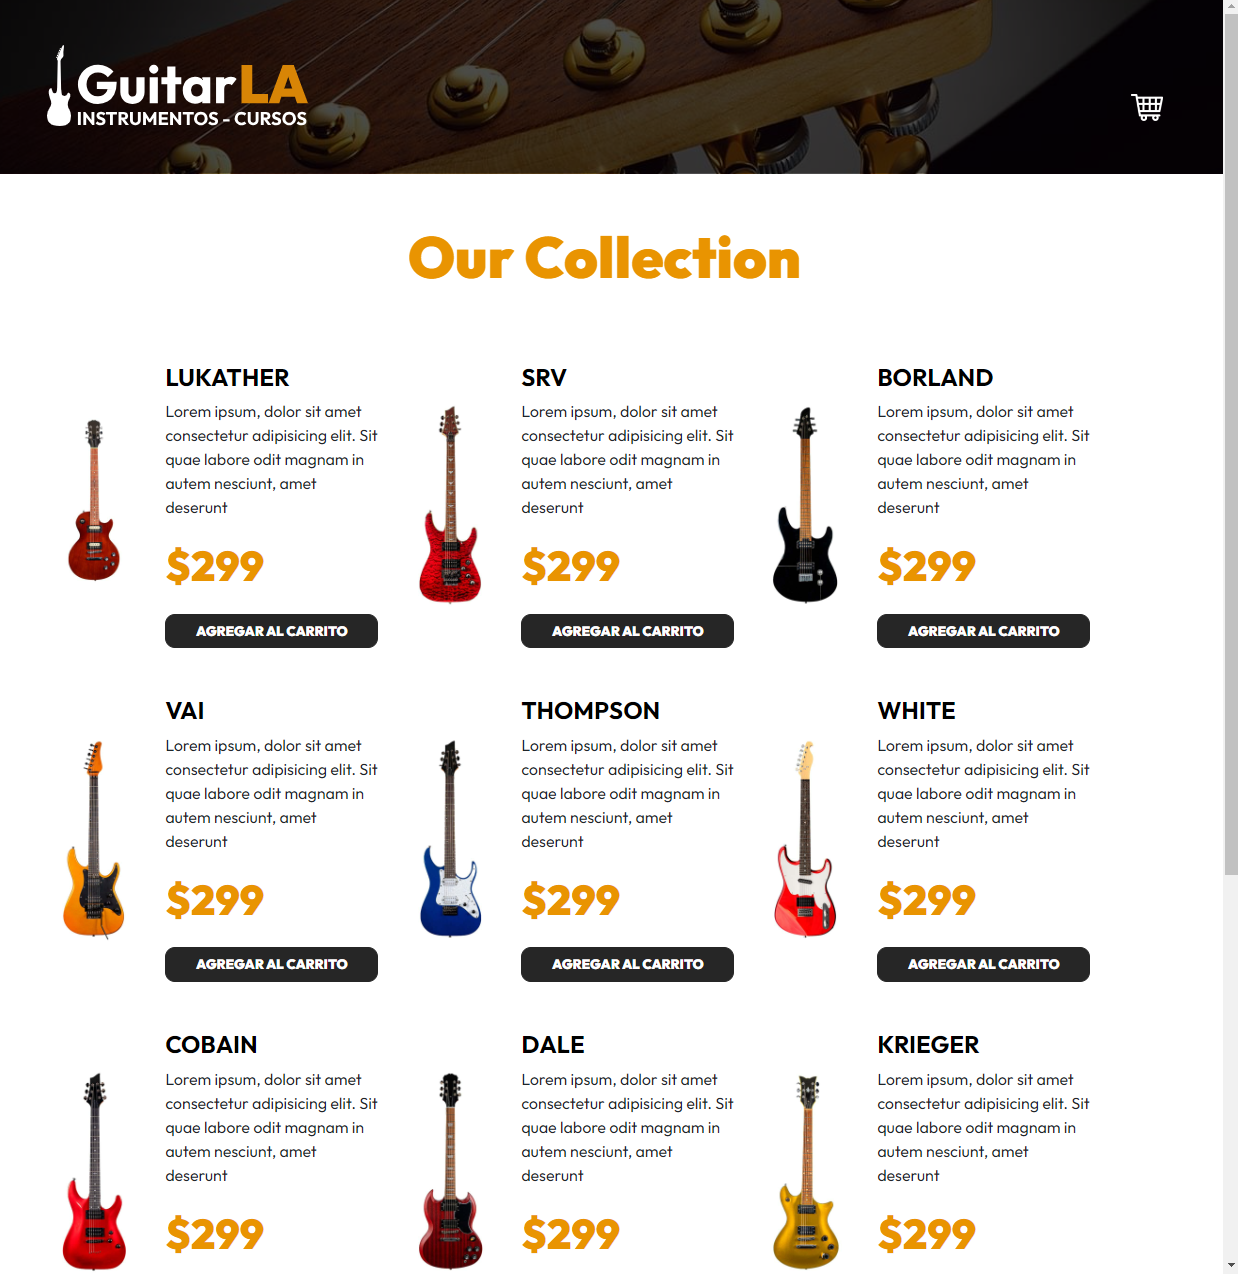 GuitarLA
INSTRUMENTOS - CURSOS
Our Collection
LUKATHER
Lorem ipsum, dolor sit amet
consectetur adipisicing elit. Sit
quae labore odit magnam in
autem nesciunt, amet
deserunt
$299
AGREGAR AL CARRITO
SRV
Lorem ipsum, dolor sit amet
consectetur adipisicing elit. Sit
quae labore odit magnam in
autem nesciunt, amet
deserunt
$299
AGREGAR AL CARRITO
BORLAND
Lorem ipsum, dolor sit amet
consectetur adipisicing elit. Sit
quae labore odit magnam in
autem nesciunt, amet
deserunt
$299
AGREGAR AL CARRITO
VAI
Lorem ipsum, dolor sit amet
consectetur adipisicing elit. Sit
quae labore odit magnam in
autem nesciunt, amet
deserunt
$299
AGREGAR AL CARRITO
THOMPSON
Lorem ipsum, dolor sit amet
consectetur adipisicing elit. Sit
quae labore odit magnam in
autem nesciunt, amet
deserunt
$299
AGREGAR AL CARRITO
WHITE
Lorem ipsum, dolor sit amet
consectetur adipisicing elit. Sit
quae labore odit magnam in
autem nesciunt, amet
deserunt
$299
AGREGAR AL CARRITO
COBAIN
Lorem ipsum, dolor sit amet
consectetur adipisicing elit. Sit
quae labore odit magnam in
autem nesciunt, amet
deserunt
$299
DALE
Lorem ipsum, dolor sit amet
consectetur adipisicing elit. Sit
quae labore odit magnam in
autem nesciunt, amet
deserunt
$299
KRIEGER
Lorem ipsum, dolor sit amet
consectetur adipisicing elit. Sit
quae labore odit magnam in
autem nesciunt, amet
deserunt
$299